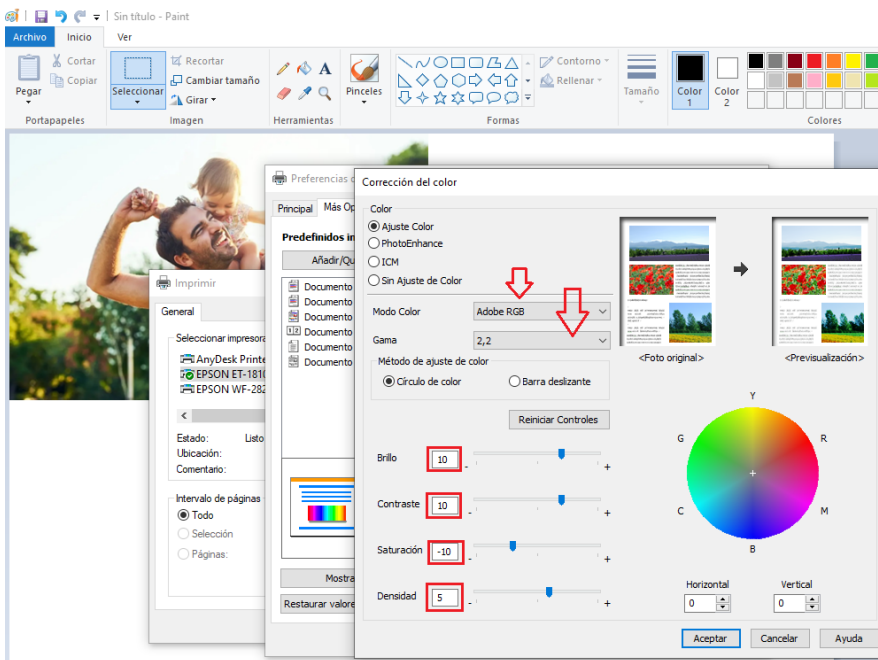 Sin título - Paint
Archivo Inicio Ver
Pegar
Cortar
Copiar
Portapapeles
Seleccionar
Recortar
Cambiar tamaño
Girar
Imagen
A
Herramientas
Pinceles
Contorno
Rellenar
Formas
Tamaño
Color 1
Color 2
Colores
Imprimir
General
Seleccionar impresora
AnyDesk Printe
EPSON ET-181
EPSON WF-282
Estado: Listo
Ubicación:
Comentario:
Intervalo de páginas
Todo
Selección
Páginas:
Preferencias
Principal Más Op
Predefinidos in
Añadir/Qu
Documento
Documento
Documento
Documento
Documento
Documento
Mostra
Restaurar valore
Corrección del color
Color
Ajuste Color
PhotoEnhance
ICM
Sin Ajuste de Color
Modo Color Adobe RGB
Gama 2,2
Método de ajuste de color
Círculo de color Barra deslizante
Reiniciar Controles
Brillo 10 - +
Contraste 10 - +
Saturación -10 - +
Densidad 5 - +
<Foto original> <Previsualización>
Y
G R
C M
B
Horizontal Vertical
0 0
Aceptar Cancelar Ayuda